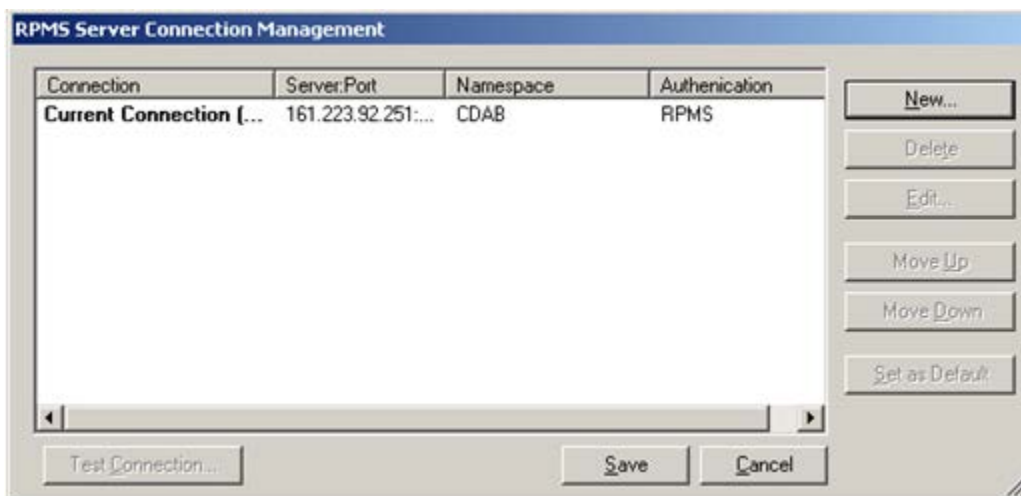 RPMS Server Connection Management
Connection Server:Port Namespace Authenication
Current Connection (... 161.223.92.251:... CDAB RPMS
New...
Delete
Edit...
Move Up
Move Down
Set as Default
Test Connection... Save Cancel